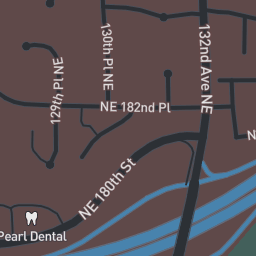 130th Pl NE
132nd Ave NE
129th Pl NE
NE 182nd Pl
N
NE 180th St
Pearl Dental